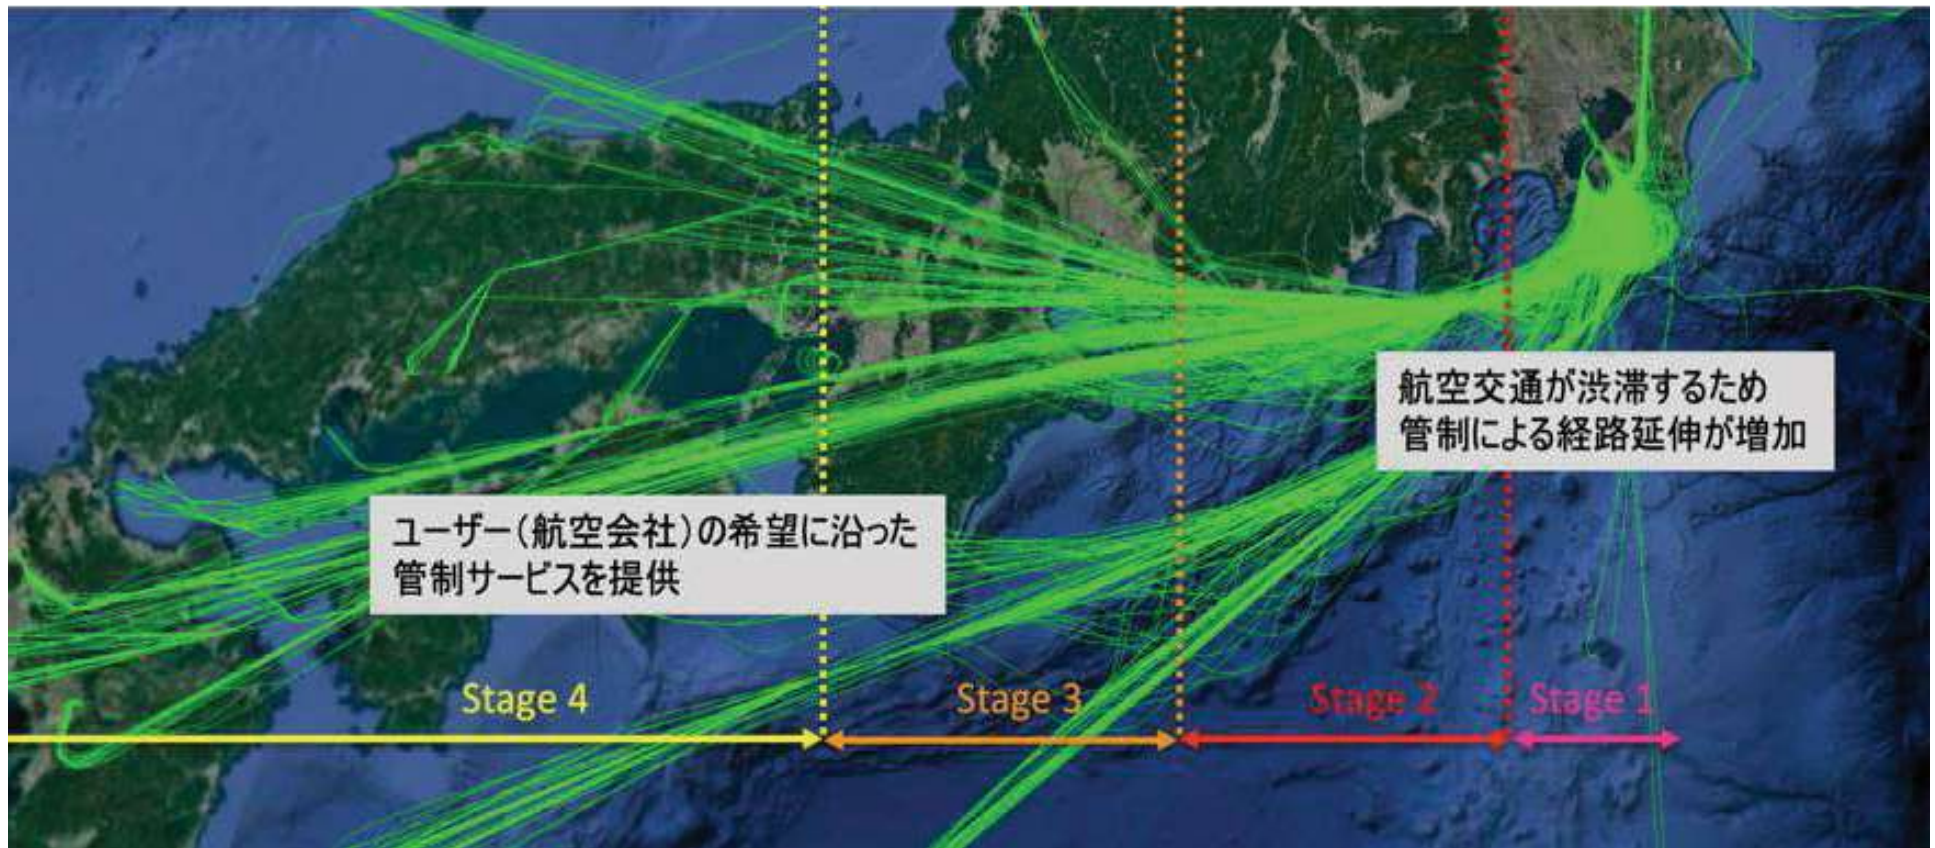 航空交通が渋滞するため
管制による経路延伸が増加
ユーザー（航空会社）の希望に沿った
管制サービスを提供
Stage 4
Stage 3
Stage 2
Stage 1